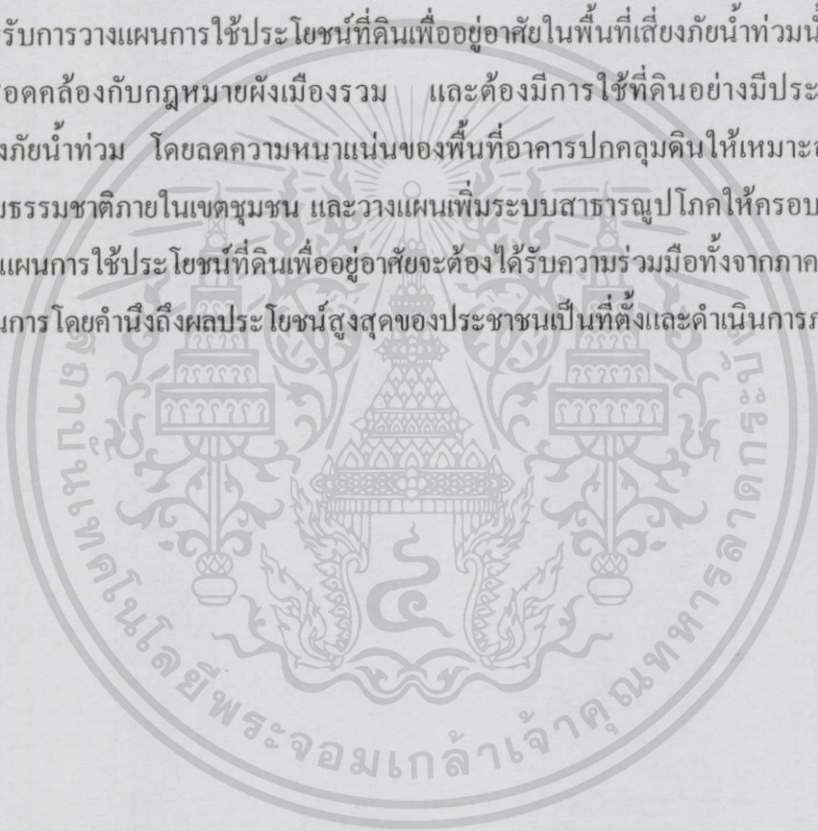 รับการวางแผนการใช้ประโยชน์ที่ดินเพื่ออยู่อาศัยในพื้นที่เสี่ยงภัยน้ำท่วมนั้
อดคล้องกับกฎหมายผังเมืองรวม และต้องมีการใช้ที่ดินอย่างมีประ
งภัยน้ำท่วม โดยลดความหนาแน่นของพื้นที่อาคารปกคลุมดินให้เหมาะส
มธรรมชาติภายในเขตชุมชน และวางแผนเพิ่มระบบสาธารณูปโภคให้ครอบ
แผนการใช้ประโยชน์ที่ดินเพื่ออยู่อาศัยจะต้องได้รับความร่วมมือทั้งจากภาค
นการโดยคำนึงถึงผลประโยชน์สูงสุดของประชาชนเป็นที่ตั้งและดำเนินการภ
สถาบันเทคโนโลยีพระจอมเกล้าเจ้าคุณทหารลาดกระบัง